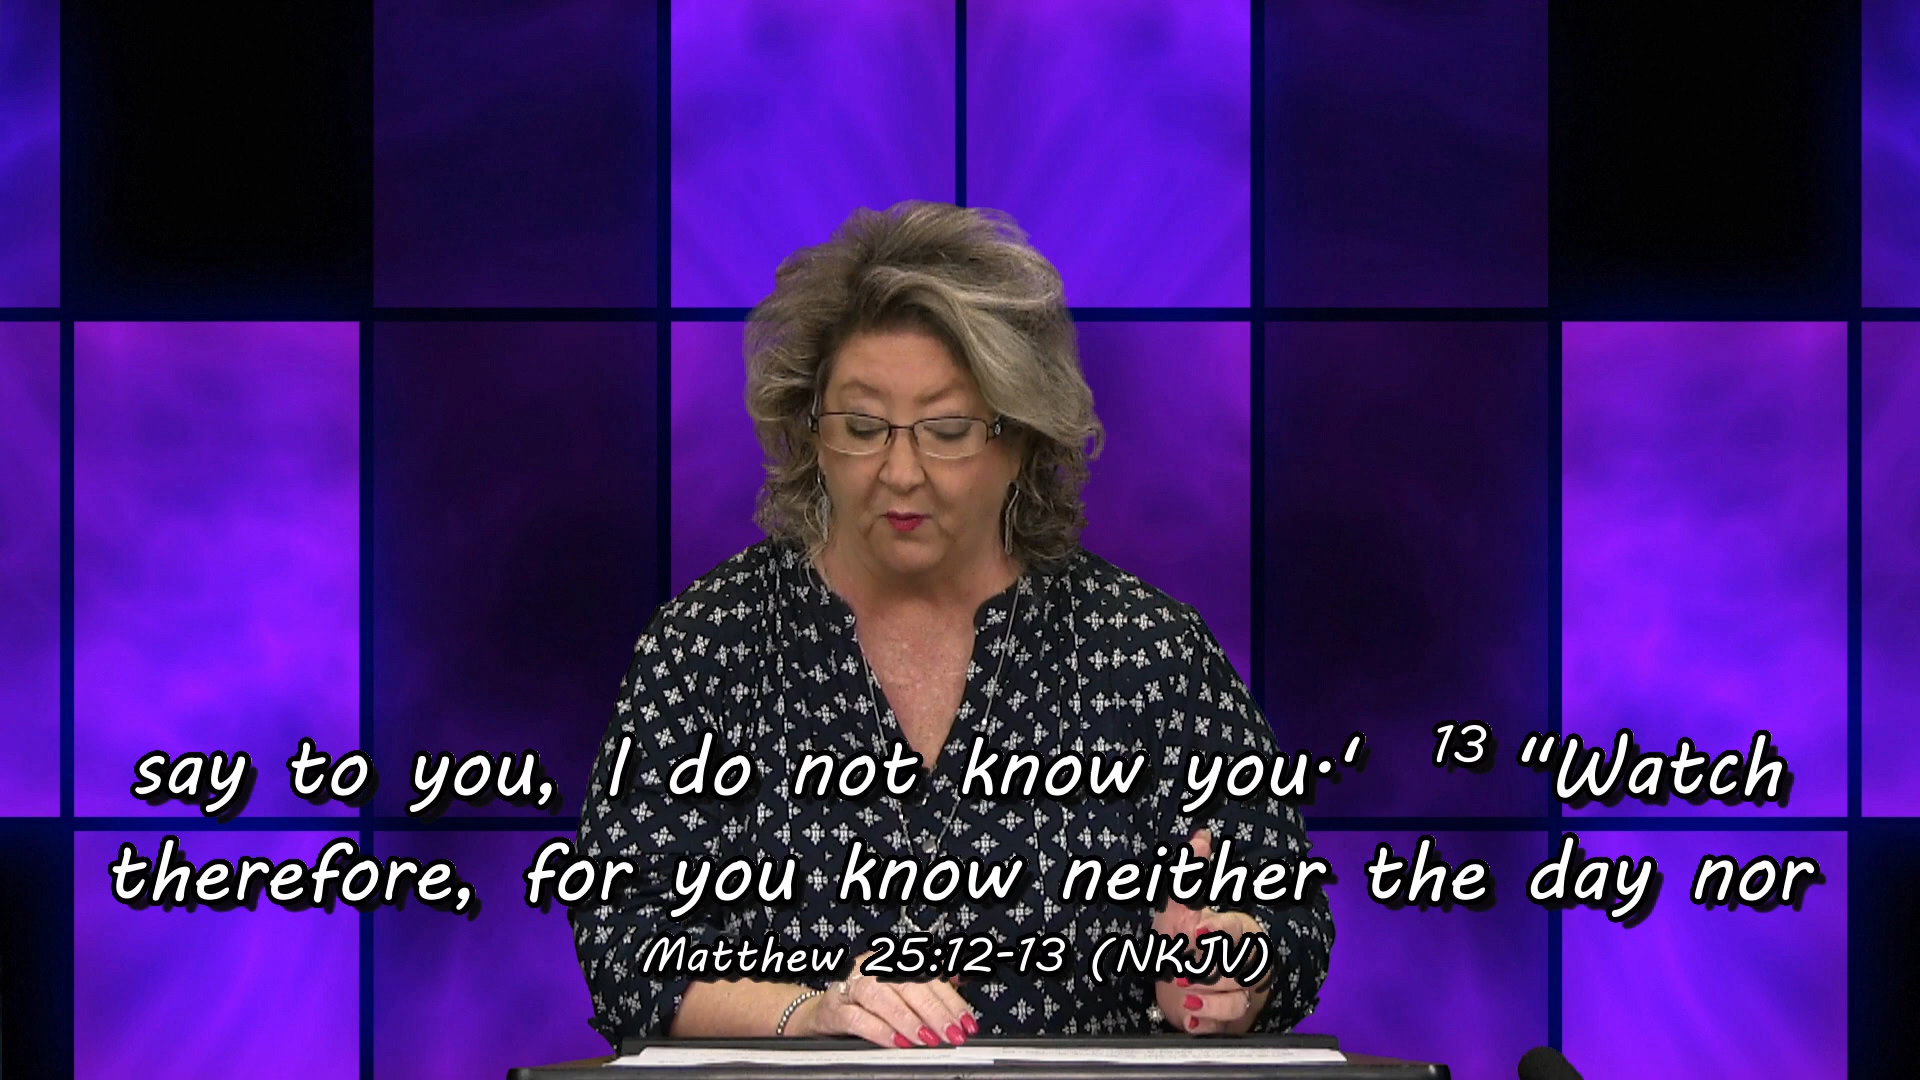 say to you, I do not know you.‘ 13 “Watch
therefore, for you know neither the day nor
Matthew 25:12-13 (NKJV)